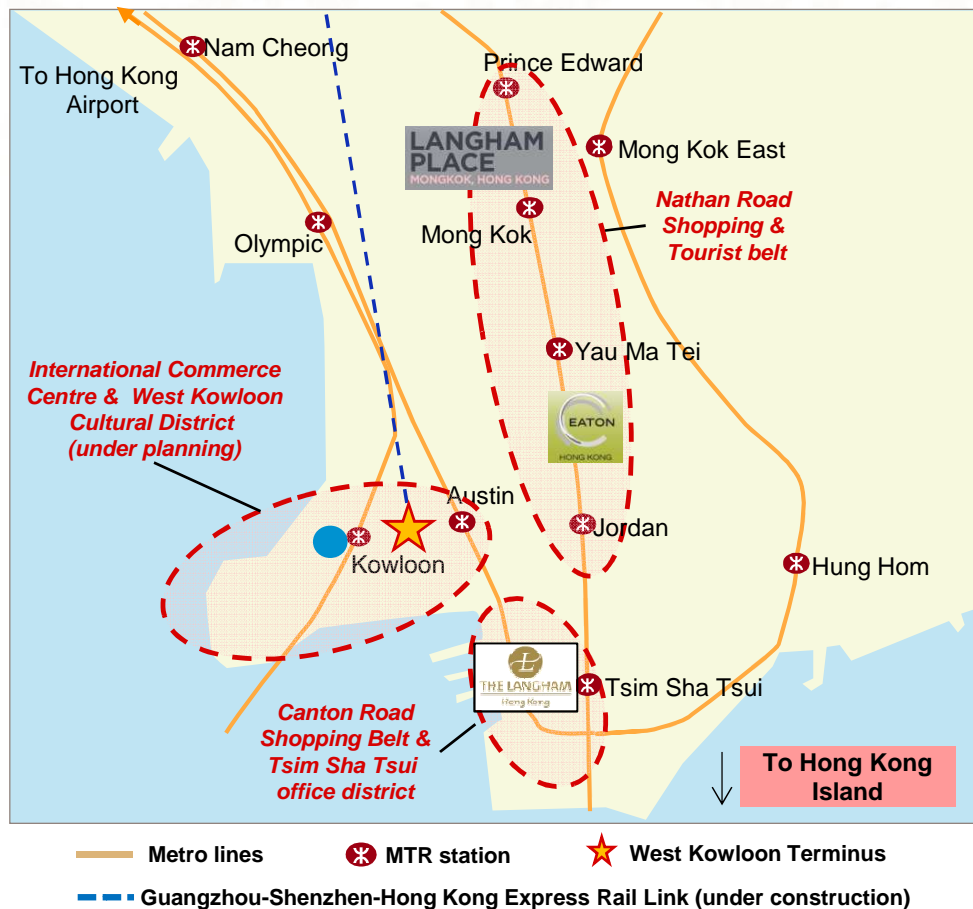 Nam Cheong
To Hong Kong
Airport
Prince Edward
LANGHAM
PLACE
MONGKOK, HONG KONG
Mong Kok East
Nathan Road
Shopping &
Tourist belt
Mong Kok
Olympic
Yau Ma Tei
International Commerce
Centre & West Kowloon
Cultural District
(under planning)
EATON
HONG KONG
Austin
Jordan
Kowloon
Hung Hom
L
THE LANGHAM
Hong Kong
Tsim Sha Tsui
Canton Road
Shopping Belt &
Tsim Sha Tsui
office district
To Hong Kong
Island
Metro lines
MTR station
West Kowloon Terminus
Guangzhou-Shenzhen-Hong Kong Express Rail Link (under construction)